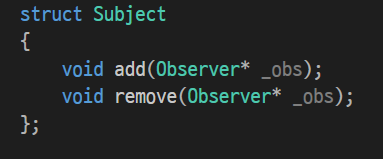 struct Subject
{
    void add(Observer* _obs);
    void remove(Observer* _obs);
};